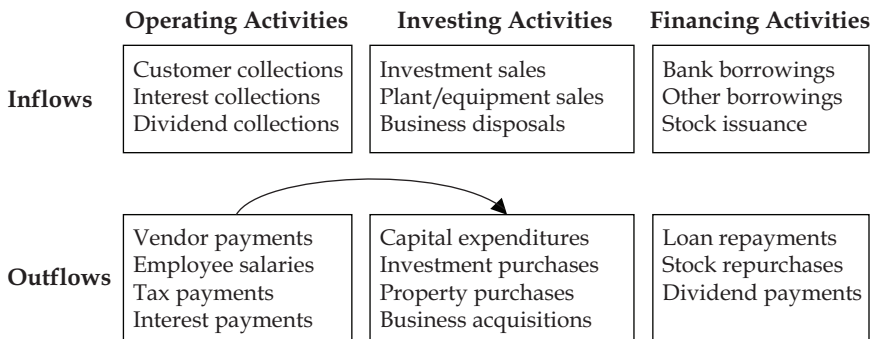 Operating Activities Investing Activities Financing Activities
Inflows
Customer collections
Interest collections
Dividend collections
Investment sales
Plant/equipment sales
Business disposals
Bank borrowings
Other borrowings
Stock issuance
Outflows
Vendor payments
Employee salaries
Tax payments
Interest payments
Capital expenditures
Investment purchases
Property purchases
Business acquisitions
Loan repayments
Stock repurchases
Dividend payments